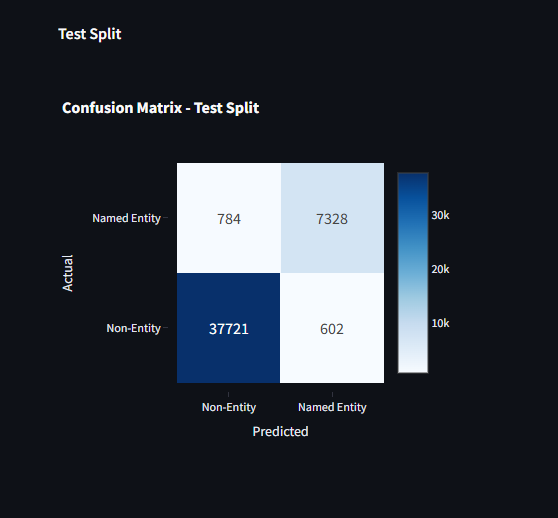 Test Split
Confusion Matrix - Test Split
Named Entity
784
7328
30k
20k
Actual
Non-Entity
37721
602
10k
Non-Entity
Named Entity
Predicted